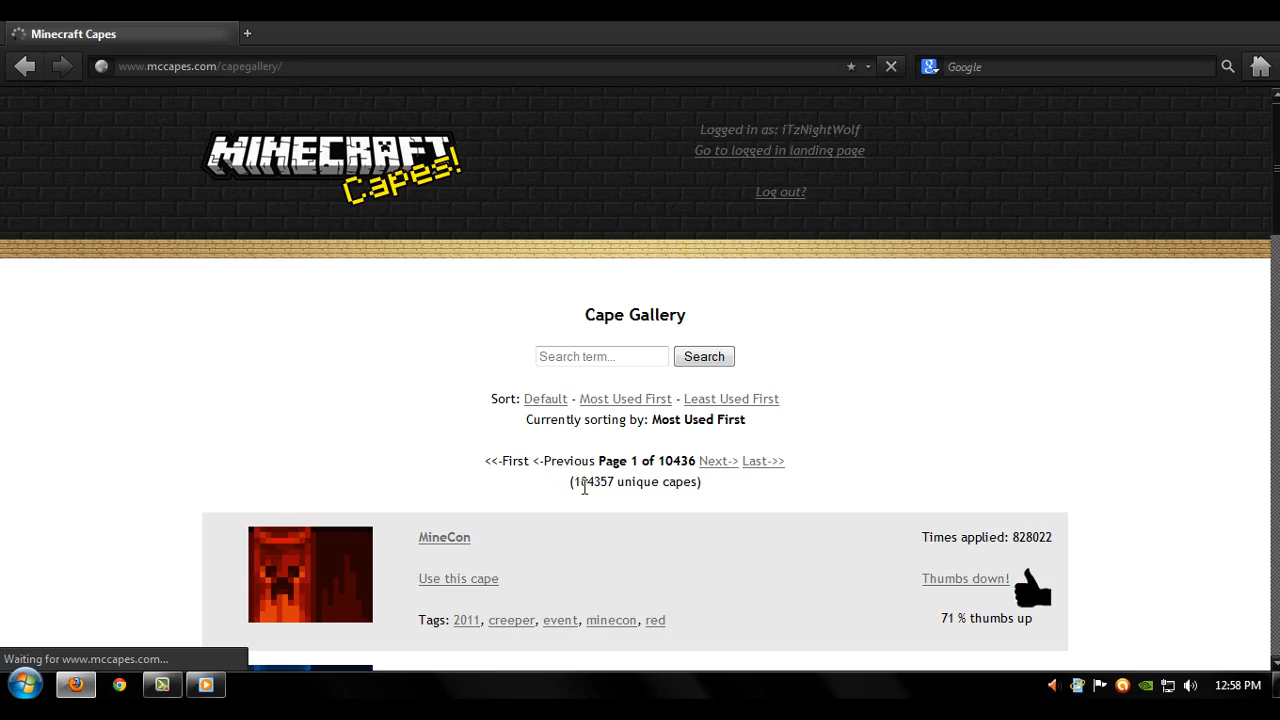 Minecraft Capes
www.mccapes.com/capegallery/
Google
MINECRAFT
Capes!
Logged in as: iTzNightWolf
Go to logged in landing page
Log out?
Cape Gallery
Search term... Search
Sort: Default - Most Used First - Least Used First
Currently sorting by: Most Used First
<<-First <-Previous Page 1 of 10436 Next-> Last->>
(104357 unique capes)
MineCon
Times applied: 828022
Use this cape
Thumbs down!
Tags: 2011, creeper, event, minecon, red
71 % thumbs up
Waiting for www.mccapes.com...
12:58 PM